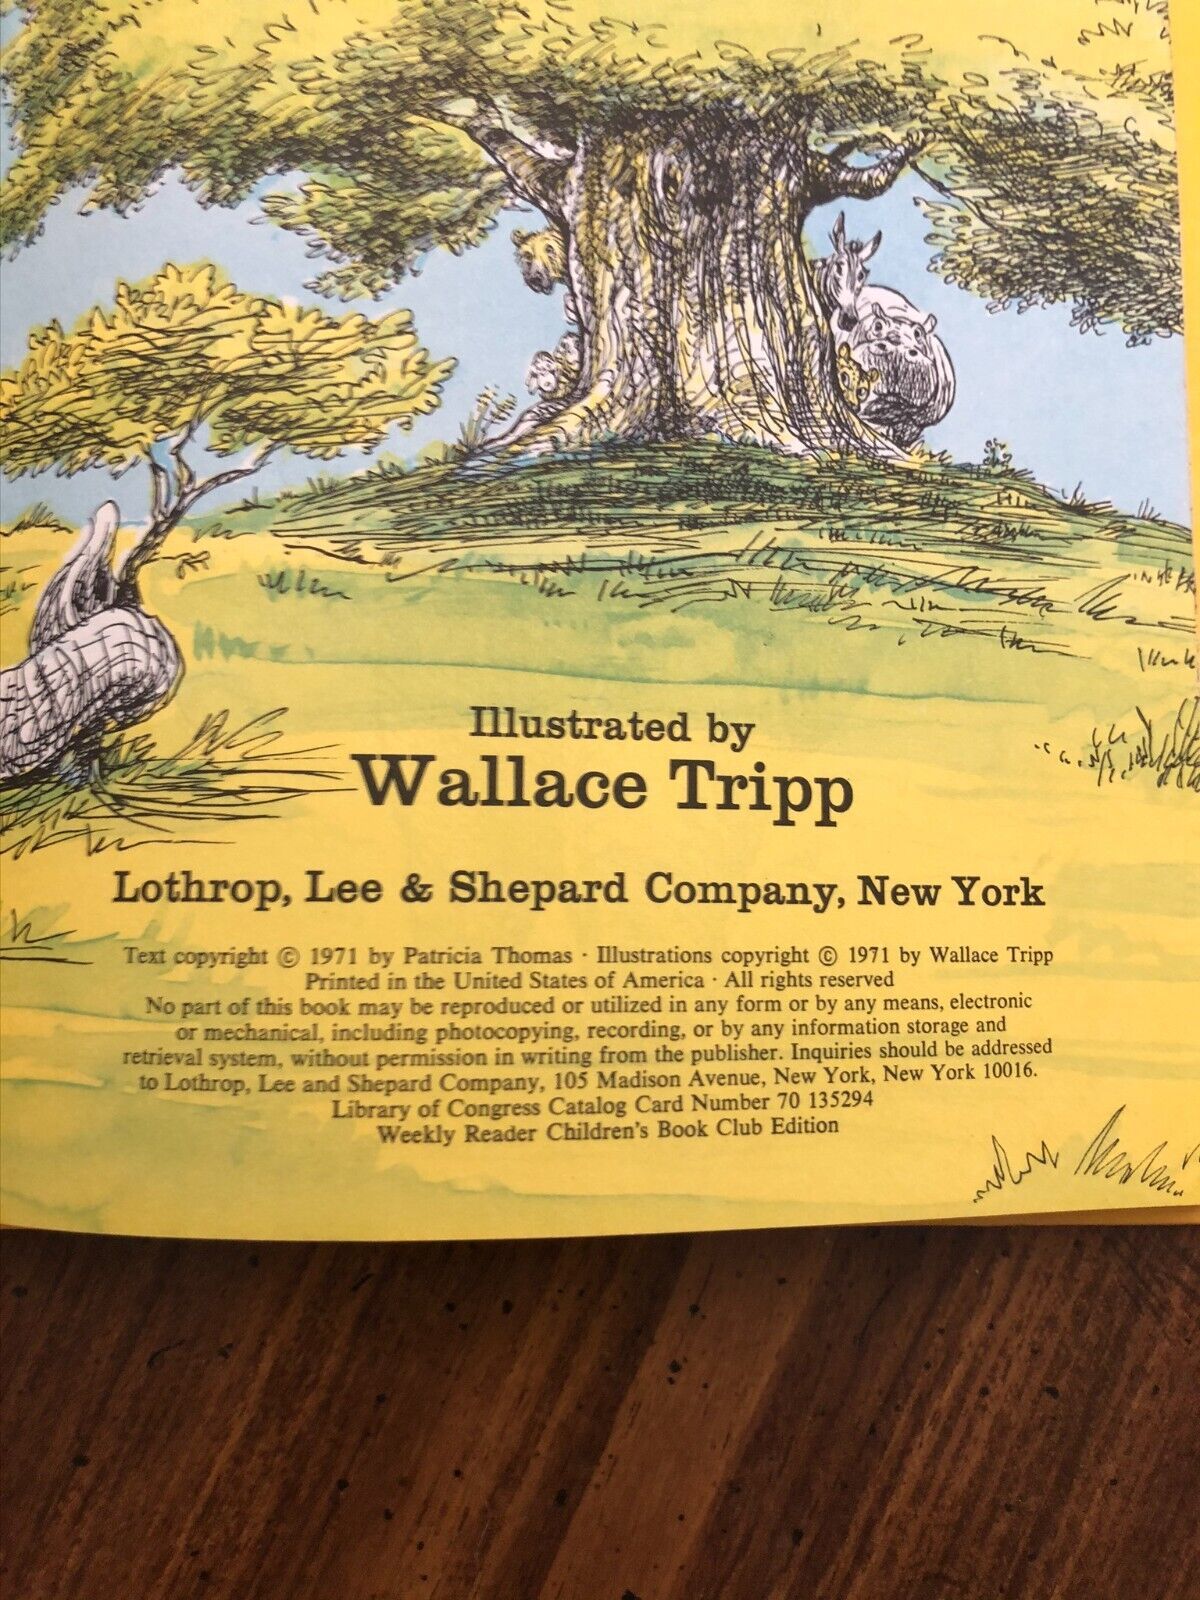 Illustrated by
Wallace Tripp
Lothrop, Lee & Shepard Company, New York
Text copyright © 1971 by Patricia Thomas · Illustrations copyright © 1971 by Wallace Tripp
Printed in the United States of America · All rights reserved
No part of this book may be reproduced or utilized in any form or by any means, electronic
or mechanical, including photocopying, recording, or by any information storage and
retrieval system, without permission in writing from the publisher. Inquiries should be addressed
to Lothrop, Lee and Shepard Company, 105 Madison Avenue, New York, New York 10016.
Library of Congress Catalog Card Number 70 135294
Weekly Reader Children's Book Club Edition